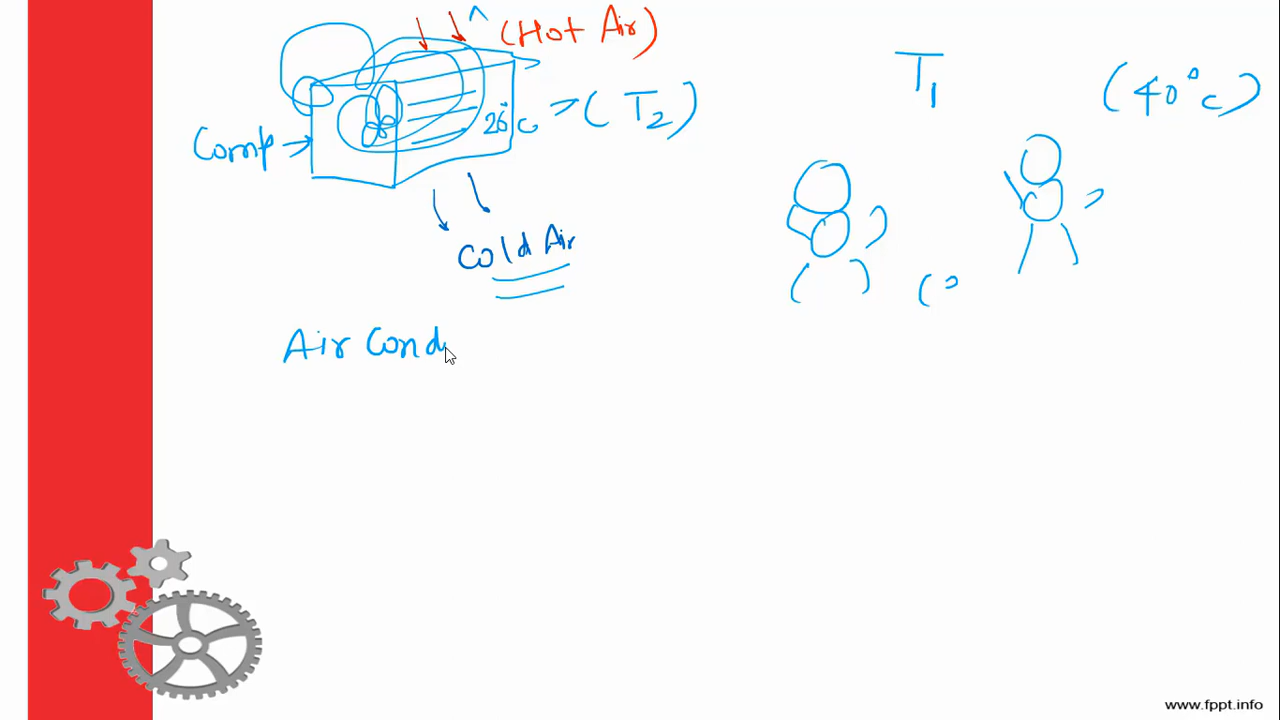 (Hot Air)
T1
(40°C)
26°C > (T2)
Comp →
Cold Air
Air Cond
www.fppt.info